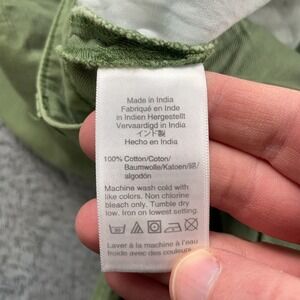 Made in India
Fabriqué en Inde
in Indien Hergestellt
Vervaardigd in India
インド製
Hecho en India
100% Cotton/Coton/
Baumwolle/Katoen/綿/
algodón
Machine wash cold with
like colors. Non chlorine
bleach only. Tumble dry
low. Iron on lowest setting.
Laver à la machine à l'eau
froide avec des couleurs